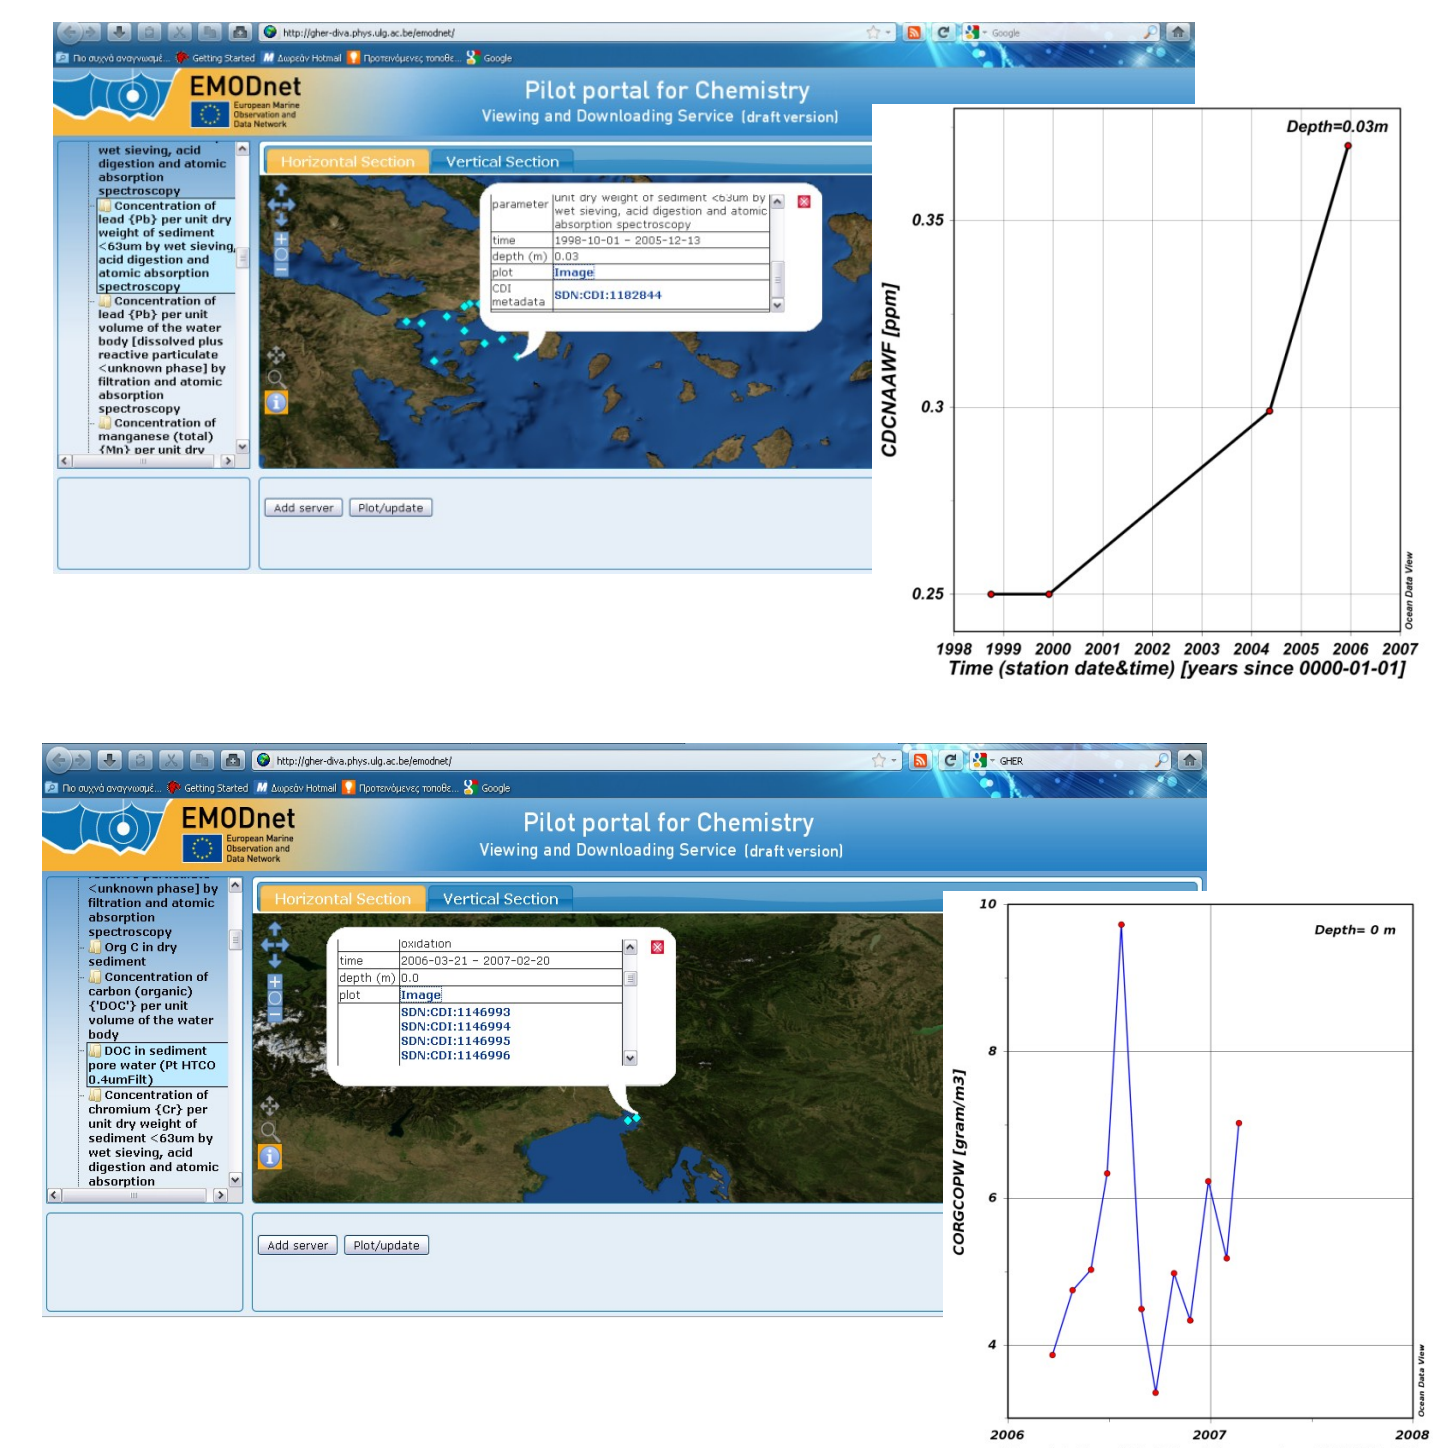 http://gher-diva.phys.ulg.ac.be/emodnet/
Google
Πιο συχνά αναγνωσμέ...
Getting Started
Δωρεάν Hotmail
Προτεινόμενες τοποθε...
Google
EMODnet
European Marine
Observation and
Data Network
Pilot portal for Chemistry
Viewing and Downloading Service (draft version)
wet sieving, acid
digestion and atomic
absorption
spectroscopy
Concentration of
lead {Pb} per unit dry
weight of sediment
<63um by wet sieving,
acid digestion and
atomic absorption
spectroscopy
Concentration of
lead {Pb} per unit
volume of the water
body [dissolved plus
reactive particulate
<unknown phase] by
filtration and atomic
absorption
spectroscopy
Concentration of
manganese (total)
{Mn} per unit dry
Horizontal Section
Vertical Section
parameter
unit dry weight of sediment <63um by
wet sieving, acid digestion and atomic
absorption spectroscopy
time 1998-10-01 - 2005-12-13
depth (m) 0.03
plot Image
CDI
metadata
SDN:CDI:1182844
Add server
Plot/update
Depth=0.03m
0.35
0.3
0.25
CDCNAAWF [ppm]
1998 1999 2000 2001 2002 2003 2004 2005 2006 2007
Time (station date&time) [years since 0000-01-01]
Ocean Data View
http://gher-diva.phys.ulg.ac.be/emodnet/
GHER
Πιο συχνά αναγνωσμέ...
Getting Started
Δωρεάν Hotmail
Προτεινόμενες τοποθε...
Google
EMODnet
European Marine
Observation and
Data Network
Pilot portal for Chemistry
Viewing and Downloading Service (draft version)
reactive particulate
<unknown phase] by
filtration and atomic
absorption
spectroscopy
Org C in dry
sediment
Concentration of
carbon (organic)
{'DOC'} per unit
volume of the water
body
DOC in sediment
pore water (Pt HTCO
0.4umFilt)
Concentration of
chromium {Cr} per
unit dry weight of
sediment <63um by
wet sieving, acid
digestion and atomic
absorption
Horizontal Section
Vertical Section
oxidation
time 2006-03-21 - 2007-02-20
depth (m) 0.0
plot Image
SDN:CDI:1146993
SDN:CDI:1146994
SDN:CDI:1146995
SDN:CDI:1146996
Add server
Plot/update
Depth= 0 m
10
8
6
4
CORGCOPW [gram/m3]
2006 2007 2008
Ocean Data View